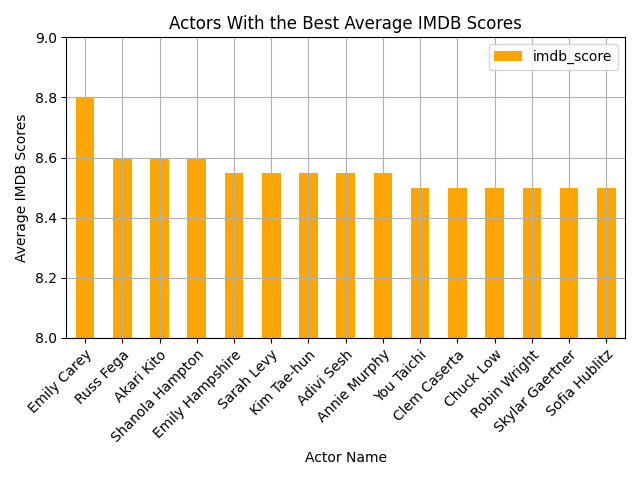 Actors With the Best Average IMDB Scores
imdb_score
Average IMDB Scores
9.0
8.8
8.6
8.4
8.2
8.0
Emily Carey
Russ Fega
Akari Kito
Shanola Hampton
Emily Hampshire
Sarah Levy
Kim Tae-hun
Adivi Sesh
Annie Murphy
You Taichi
Clem Caserta
Chuck Low
Robin Wright
Skylar Gaertner
Sofia Hublitz
Actor Name